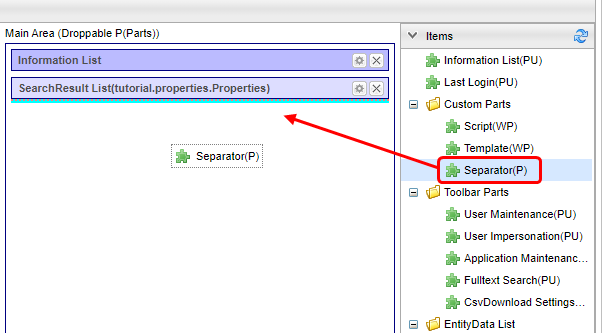 Main Area (Droppable P(Parts))
Information List
SearchResult List(tutorial.properties.Properties)
Separator(P)
Items
Information List(PU)
Last Login(PU)
Custom Parts
Script(WP)
Template(WP)
Separator(P)
Toolbar Parts
User Maintenance(PU)
User Impersonation(PU)
Application Maintenanc...
Fulltext Search(PU)
CsvDownload Settings...
EntityData List